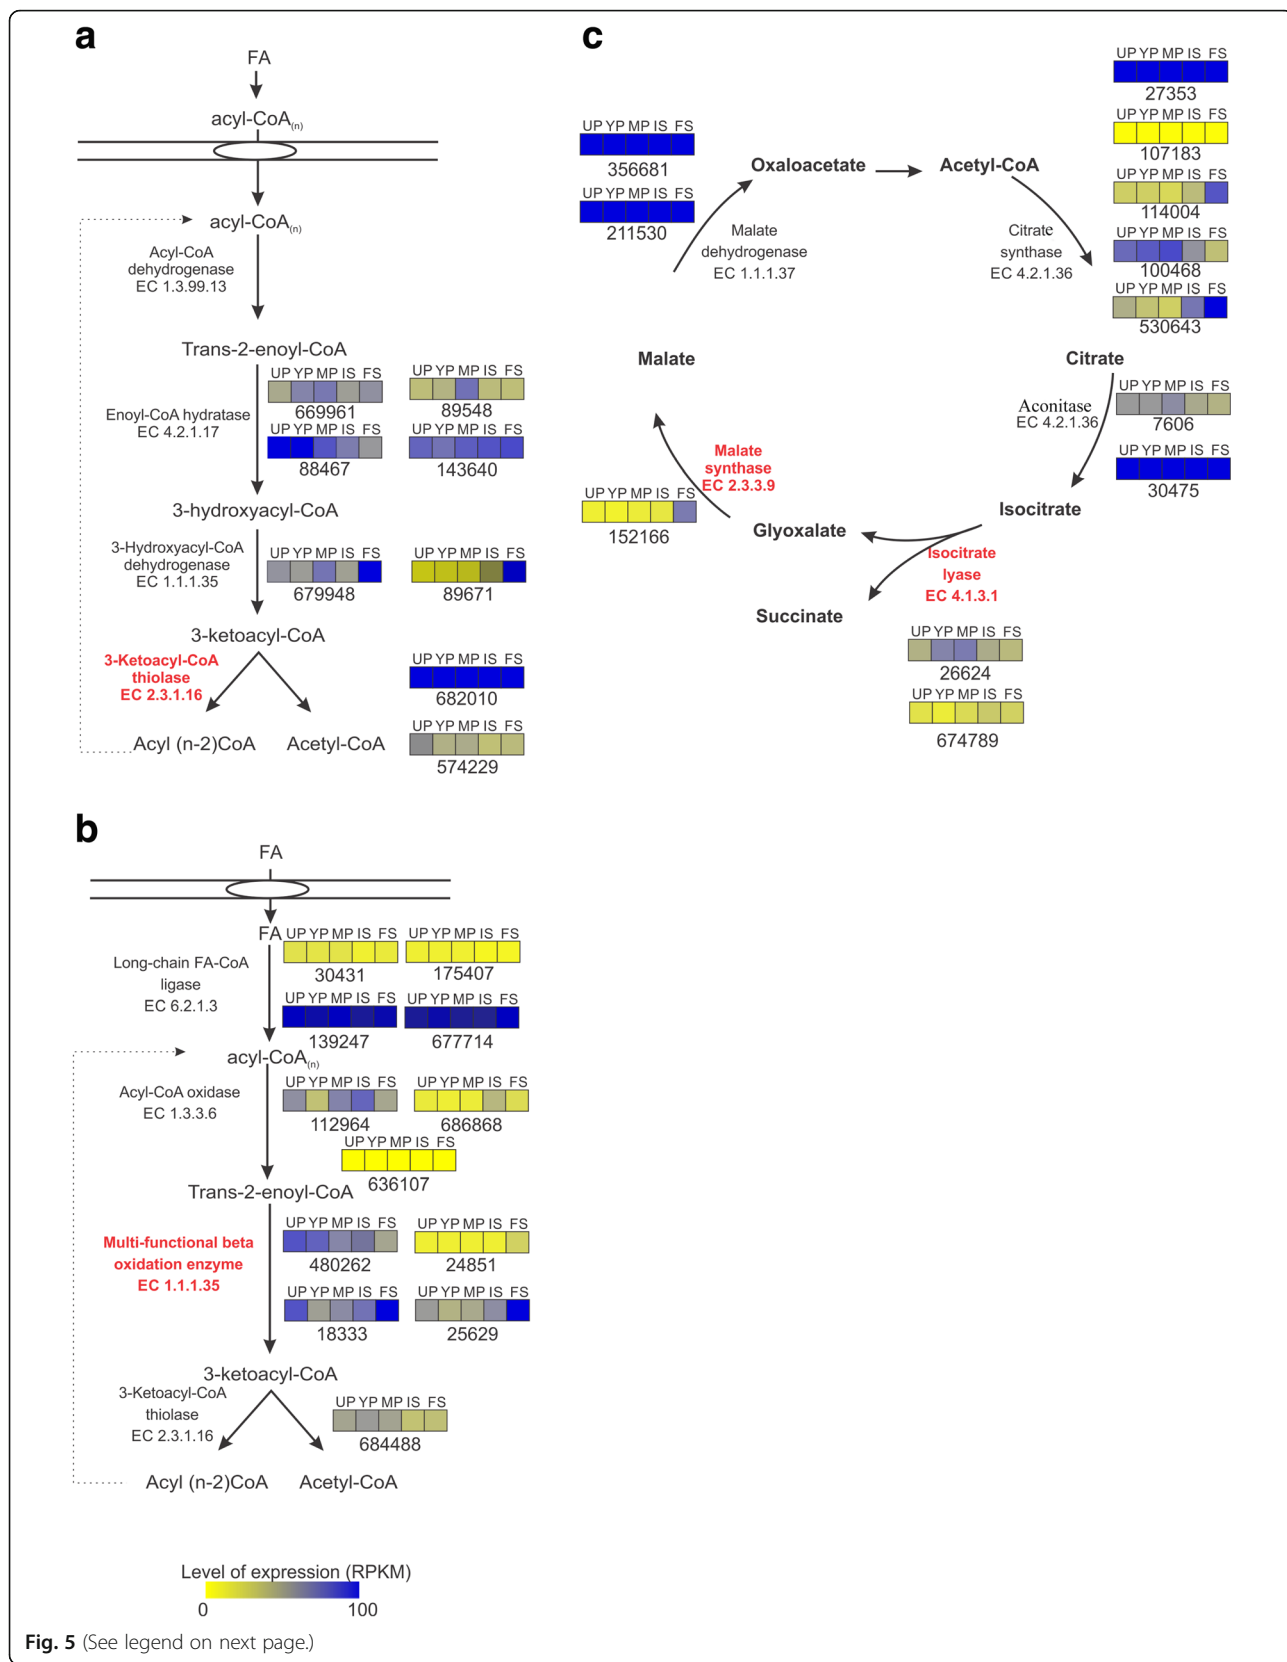 a
FA
acyl-CoA(n)
acyl-CoA(n)
Acyl-CoA
dehydrogenase
EC 1.3.99.13
Trans-2-enoyl-CoA
Enoyl-CoA hydratase
EC 4.2.1.17
UP YP MP IS FS
669961
UP YP MP IS FS
89548
UP YP MP IS FS
88467
UP YP MP IS FS
143640
3-hydroxyacyl-CoA
3-Hydroxyacyl-CoA
dehydrogenase
EC 1.1.1.35
UP YP MP IS FS
679948
UP YP MP IS FS
89671
3-ketoacyl-CoA
3-Ketoacyl-CoA
thiolase
EC 2.3.1.16
UP YP MP IS FS
682010
UP YP MP IS FS
574229
Acyl (n-2)CoA
Acetyl-CoA
b
FA
FA
Long-chain FA-CoA
ligase
EC 6.2.1.3
UP YP MP IS FS
30431
UP YP MP IS FS
175407
UP YP MP IS FS
139247
UP YP MP IS FS
677714
acyl-CoA(n)
Acyl-CoA oxidase
EC 1.3.3.6
UP YP MP IS FS
112964
UP YP MP IS FS
686868
UP YP MP IS FS
636107
Trans-2-enoyl-CoA
Multi-functional beta
oxidation enzyme
EC 1.1.1.35
UP YP MP IS FS
480262
UP YP MP IS FS
24851
UP YP MP IS FS
18333
UP YP MP IS FS
25629
3-ketoacyl-CoA
3-Ketoacyl-CoA
thiolase
EC 2.3.1.16
UP YP MP IS FS
684488
Acyl (n-2)CoA
Acetyl-CoA
c
UP YP MP IS FS
356681
UP YP MP IS FS
211530
Oxaloacetate
Acetyl-CoA
Malate
dehydrogenase
EC 1.1.1.37
Citrate
synthase
EC 4.2.1.36
UP YP MP IS FS
27353
UP YP MP IS FS
107183
UP YP MP IS FS
114004
UP YP MP IS FS
100468
UP YP MP IS FS
530643
Malate
Citrate
Aconitase
EC 4.2.1.36
UP YP MP IS FS
7606
UP YP MP IS FS
30475
Malate
synthase
EC 2.3.3.9
UP YP MP IS FS
152166
Glyoxalate
Isocitrate
Isocitrate
lyase
EC 4.1.3.1
Succinate
UP YP MP IS FS
26624
UP YP MP IS FS
674789
Level of expression (RPKM)
0 100
Fig. 5 (See legend on next page.)